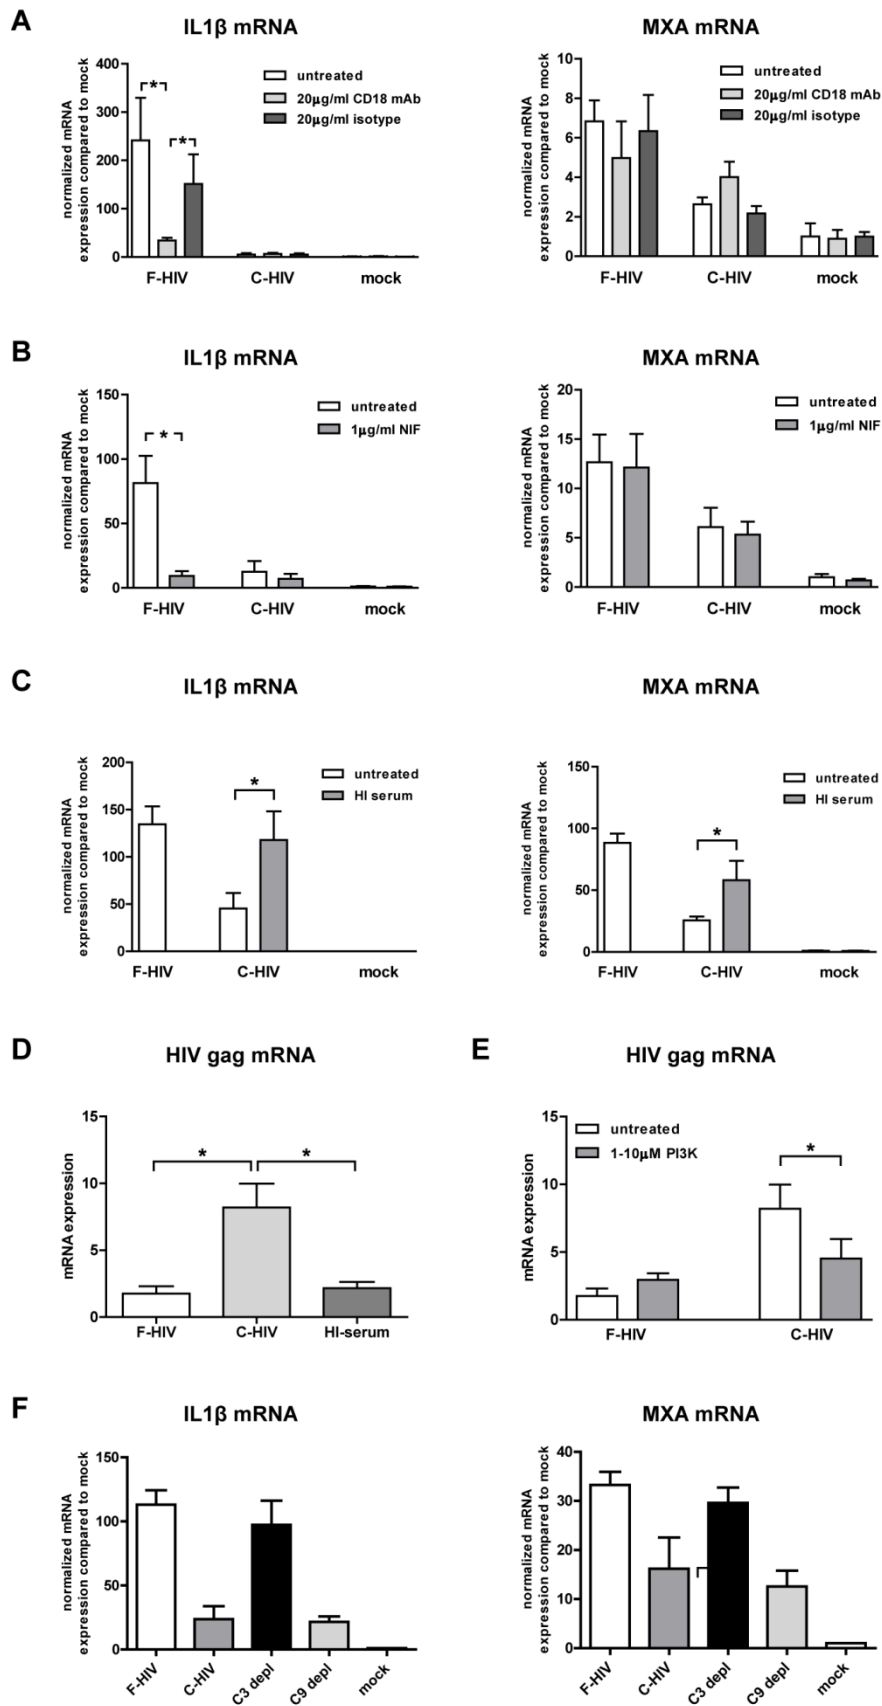 A
IL1β mRNA
normalized mRNA
expression compared to mock
400
300
200
100
0
* *
untreated
20µg/ml CD18 mAb
20µg/ml isotype
F-HIV C-HIV mock
MXA mRNA
normalized mRNA
expression compared to mock
10
8
6
4
2
0
untreated
20µg/ml CD18 mAb
20µg/ml isotype
F-HIV C-HIV mock
B
IL1β mRNA
normalized mRNA
expression compared to mock
150
100
50
0
*
untreated
1µg/ml NIF
F-HIV C-HIV mock
MXA mRNA
normalized mRNA
expression compared to mock
20
15
10
5
0
untreated
1µg/ml NIF
F-HIV C-HIV mock
C
IL1β mRNA
normalized mRNA
expression compared to mock
200
150
100
50
0
*
untreated
HI serum
F-HIV C-HIV mock
MXA mRNA
normalized mRNA
expression compared to mock
150
100
50
0
*
untreated
HI serum
F-HIV C-HIV mock
D
HIV gag mRNA
mRNA expression
15
10
5
0
* *
F-HIV C-HIV HI-serum
E
HIV gag mRNA
mRNA expression
15
10
5
0
untreated
1-10µM PI3K
*
F-HIV C-HIV
F
IL1β mRNA
normalized mRNA
expression compared to mock
150
100
50
0
F-HIV C-HIV C3 depl C9 depl mock
MXA mRNA
normalized mRNA
expression compared to mock
40
30
20
10
0
F-HIV C-HIV C3 depl C9 depl mock